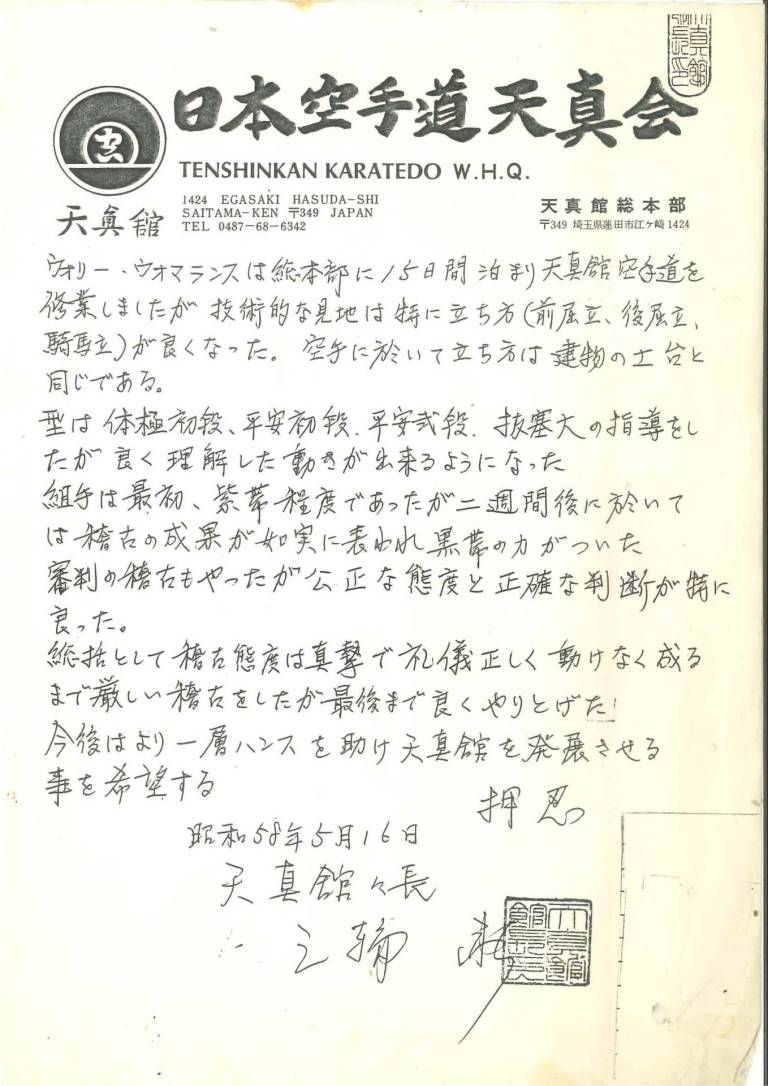 日本空手道天真会
TENSHINKAN KARATEDO W.H.Q.
天真館
1424 EGASAKI HASUDA-SHI
SAITAMA-KEN 〒349 JAPAN
TEL 0487-68-6342
天真館総本部
〒349 埼玉県蓮田市江ヶ崎1424
ウォリー・ウオマランスは総本部に15日間泊まり天真館空手道を
修業しましたが技術的な見地は特に立ち方(前屈立、後屈立、
騎馬立)が良くなった。空手に於いて立ち方は建物の土台と
同じである。
型は体極初段、平安初段、平安弐段、抜塞大の指導をし
たが良く理解した動きが出来るようになった
組手は最初、紫帯程度であったが二週間後に於いて
は稽古の成果が如実に表われ黒帯の力がついた
審判の稽古もやったが公正な態度と正確な判断が特に
良った。
総括として稽古態度は真摯で礼儀正しく動けなく成る
まで厳しい稽古をしたが最後まで良くやりとげた!
今後はより一層ハンスを助け天真館を発展させる
事を希望する
押忍
昭和58年5月16日
天真館々長